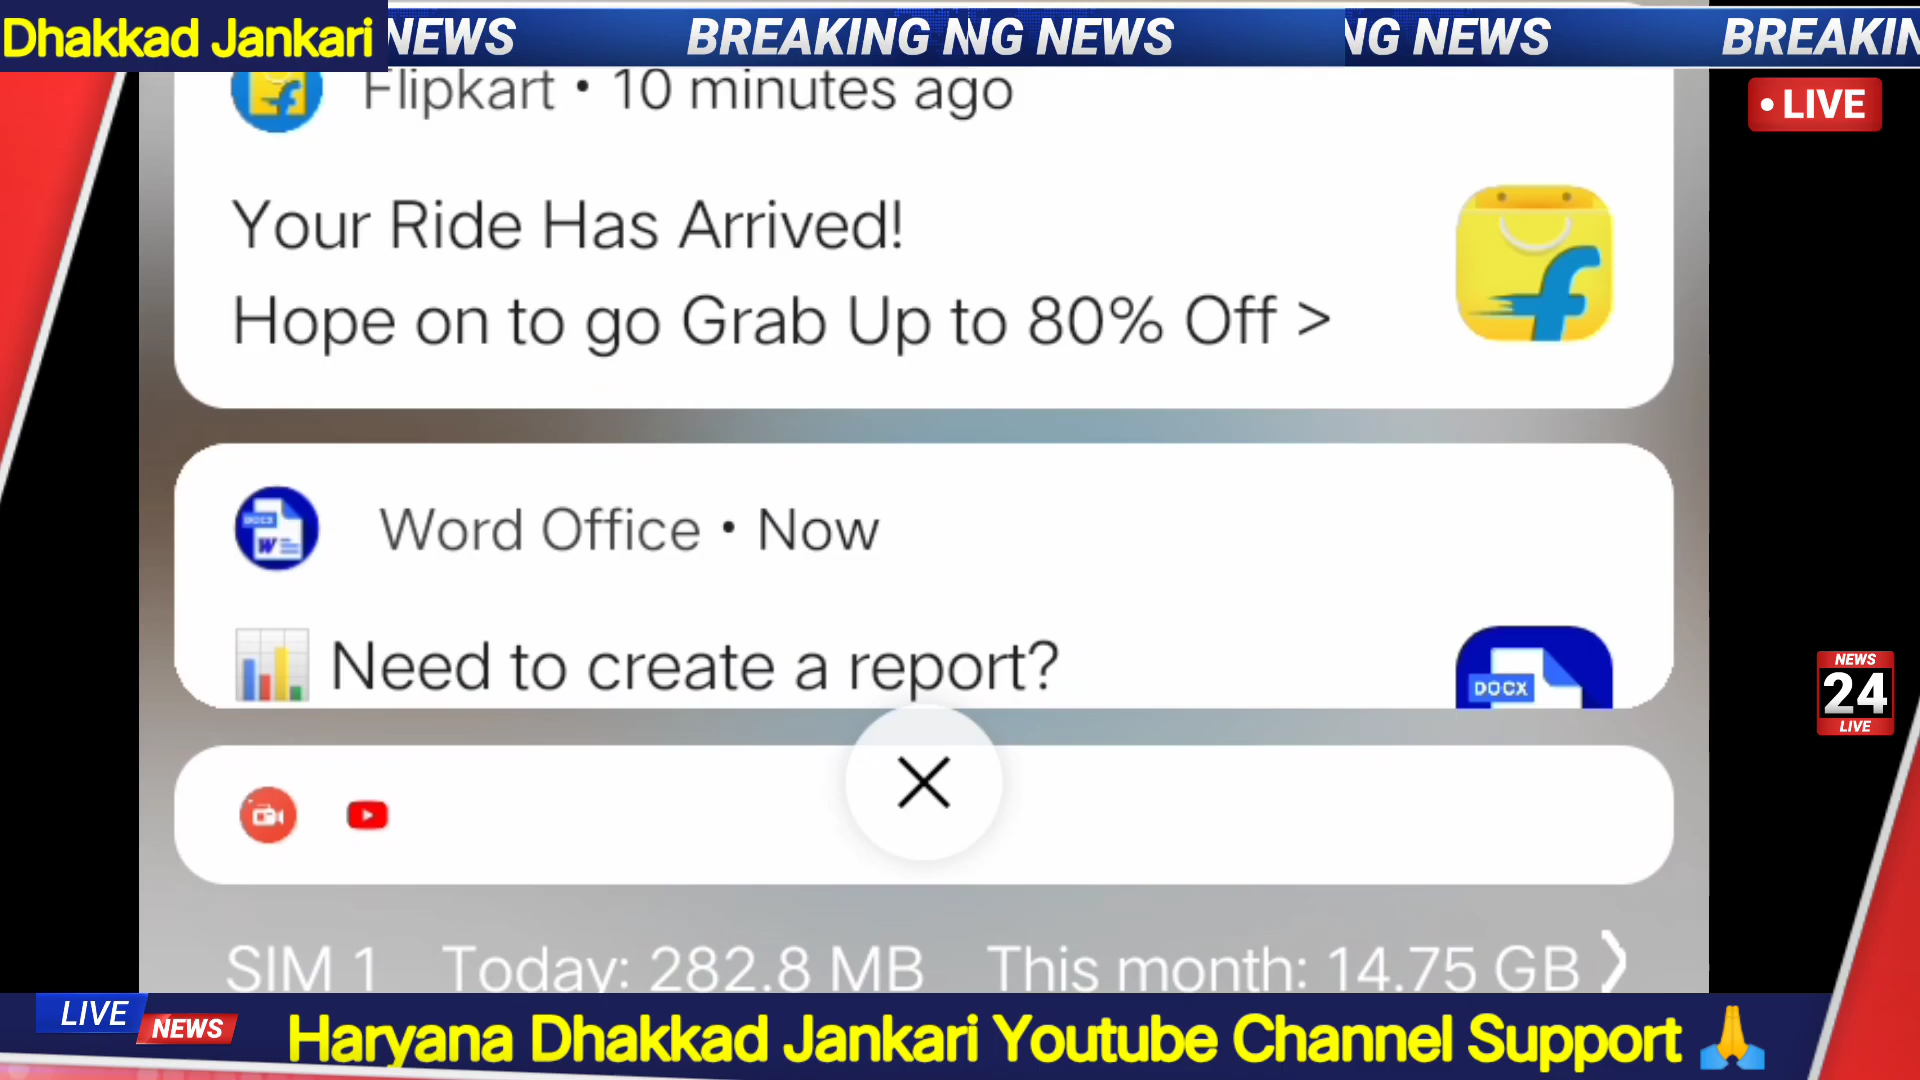 Dhakkad Jankari
NEWS
BREAKING NG NEWS
NG NEWS
BREAKIN
Flipkart • 10 minutes ago
• LIVE
Your Ride Has Arrived!
Hope on to go Grab Up to 80% Off >
Word Office • Now
DOCX
W
Need to create a report?
DOCX
NEWS
24
LIVE
SIM 1 Today: 282.8 MB This month: 14.75 GB
LIVE
NEWS
Haryana Dhakkad Jankari Youtube Channel Support 🙏